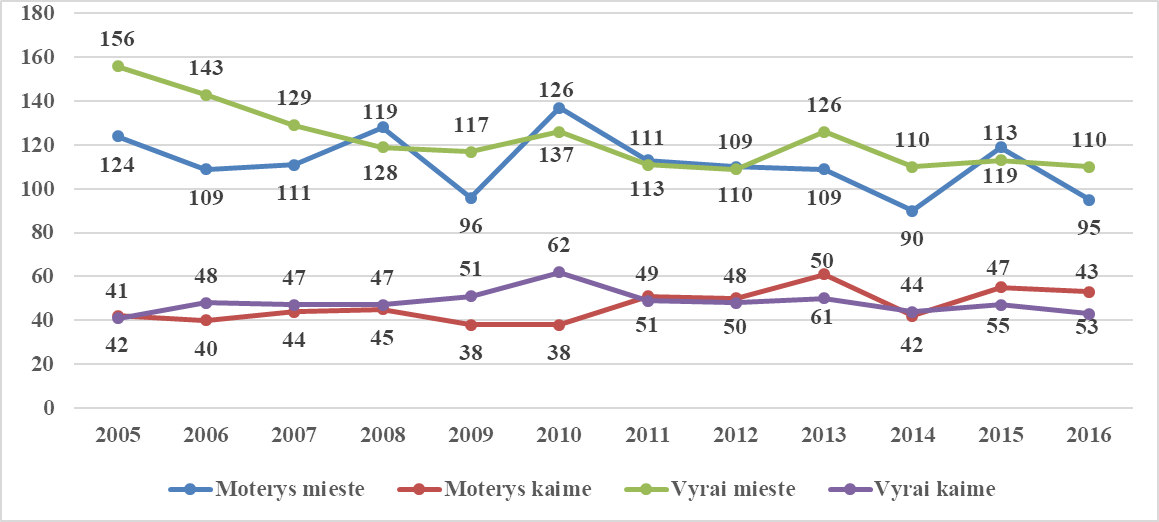 180
160
140
120
100
80
60
40
20
0
156 143 129 119 117 126 111 109 126 110 113 110
124 109 111 128 96 137 113 110 109 90 119 95
41 48 47 47 51 62 49 48 50 44 47 43
42 40 44 45 38 38 51 50 61 42 55 53
2005 2006 2007 2008 2009 2010 2011 2012 2013 2014 2015 2016
Moterys mieste Moterys kaime Vyrai mieste Vyrai kaime